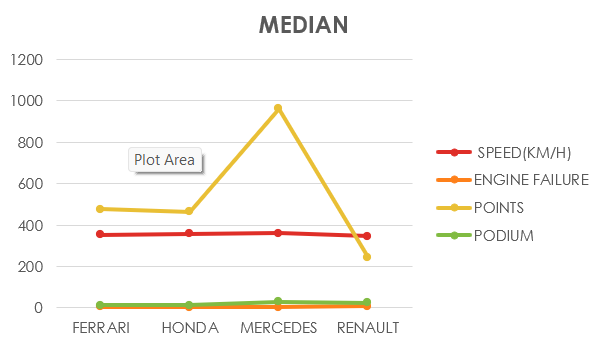 MEDIAN
1200
1000
800
600
400
200
0
Plot Area
FERRARI HONDA MERCEDES RENAULT
SPEED(KM/H)
ENGINE FAILURE
POINTS
PODIUM